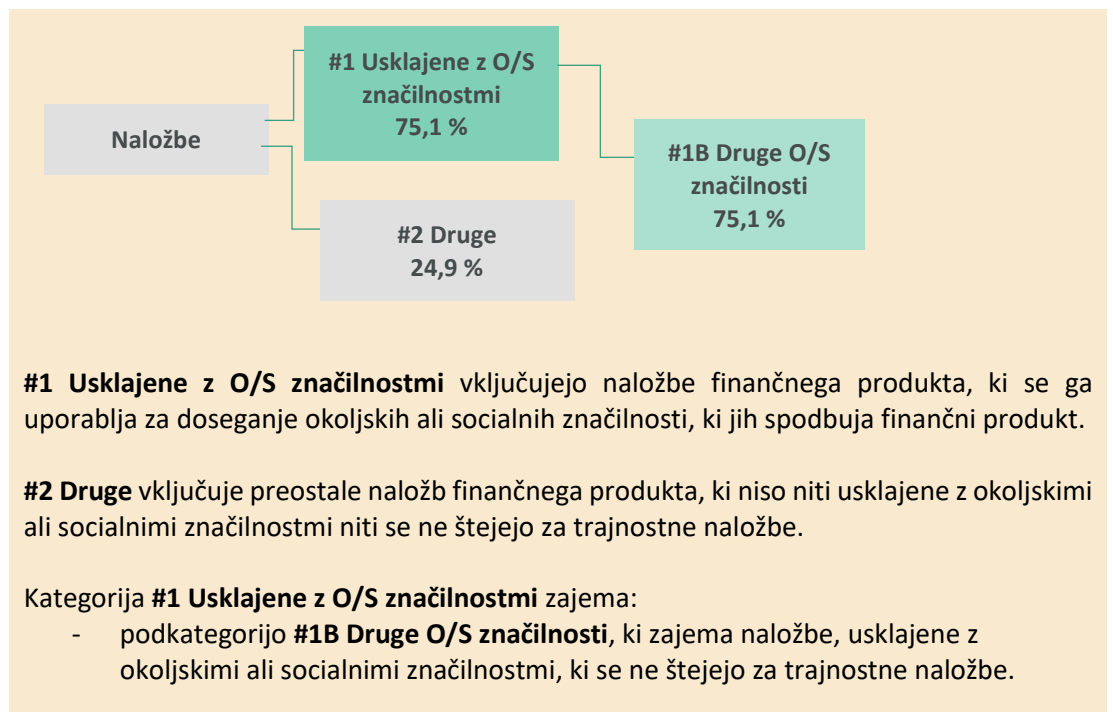 #1 Usklajene z O/S
značilnostmi
75,1 %
Naložbe
#1B Druge O/S
značilnosti
75,1 %
#2 Druge
24,9 %
#1 Usklajene z O/S značilnostmi vključujejo naložbe finančnega produkta, ki se ga
uporablja za doseganje okoljskih ali socialnih značilnosti, ki jih spodbuja finančni produkt.
#2 Druge vključuje preostale naložb finančnega produkta, ki niso niti usklajene z okoljskimi
ali socialnimi značilnostmi niti se ne štejejo za trajnostne naložbe.
Kategorija #1 Usklajene z O/S značilnostmi zajema:
- podkategorijo #1B Druge O/S značilnosti, ki zajema naložbe, usklajene z
okoljskimi ali socialnimi značilnostmi, ki se ne štejejo za trajnostne naložbe.